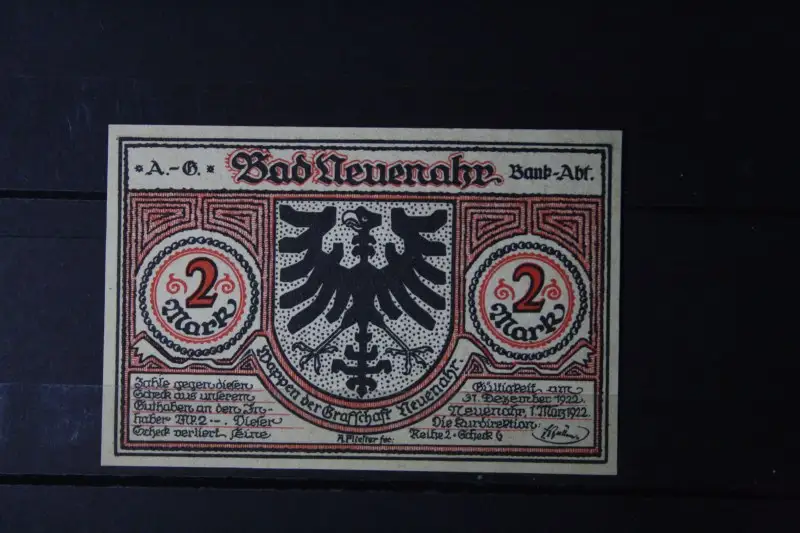 A.-G. Bad Neuenahr Bank-Abt.
2 Mark
2 Mark
Wappen der Grafschaft Neuenahr
Zahle gegen diesen
Scheck aus unserem
Guthaben an den In-
haber M. 2.-. Dieser
Scheck verliert seine
Gültigkeit am
31. Dezember 1922.
Neuenahr, 1. März 1922.
Die Kurdirektion:
Reihe 2 - Scheck 6